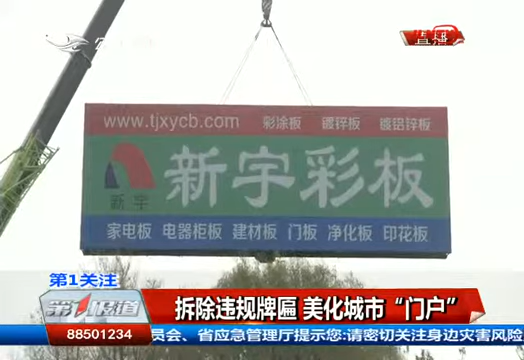 直播
www.tjxycb.com 彩涂板 镀锌板 镀铝锌板
新宇彩板
新宇
家电板 电器柜板 建材板 门板 净化板 印花板
第1关注
第1报道
拆除违规牌匾 美化城市“门户”
88501234
员会、省应急管理厅提示您:请密切关注身边灾害风险